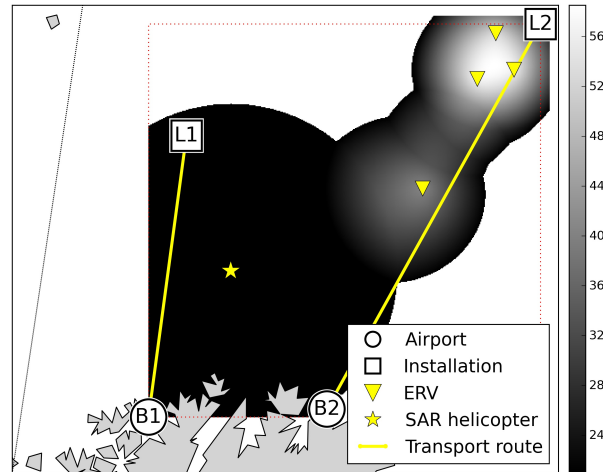 L2
56
L1
52
48
44
40
36
32
28
24
B1
B2
Airport
Installation
ERV
SAR helicopter
Transport route